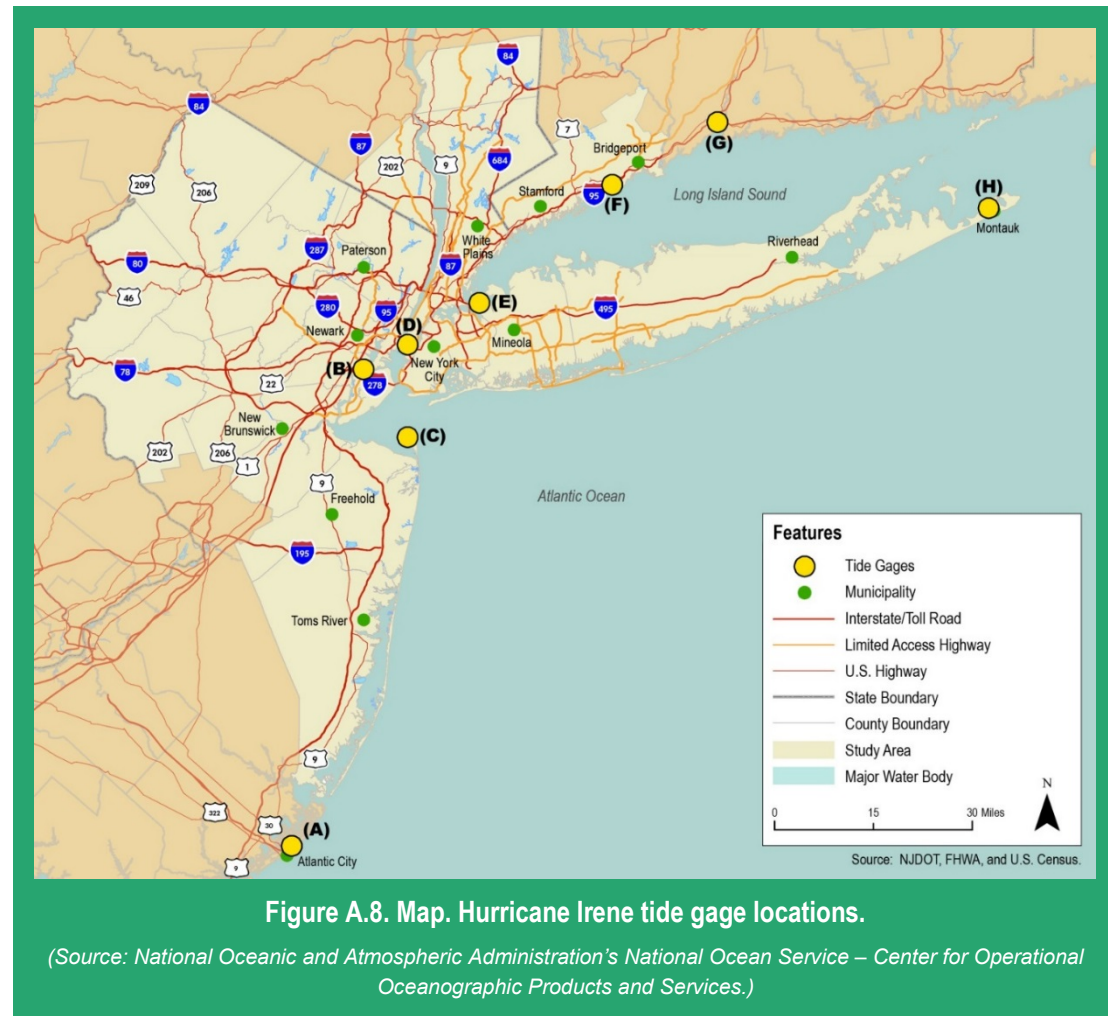 84
84
87
7
202
9
684
Bridgeport
(G)
209
206
Stamford
95
(F)
Long Island Sound
(H)
Montauk
White
Plains
Riverhead
287
Paterson
87
80
46
280
95
(E)
495
Newark
(D)
Mineola
New York
City
78
(B)
278
22
New
Brunswick
(C)
202
206
1
9
Atlantic Ocean
Freehold
195
Toms River
9
322
30
(A)
9
Atlantic City
Features
Tide Gages
Municipality
Interstate/Toll Road
Limited Access Highway
U.S. Highway
State Boundary
County Boundary
Study Area
Major Water Body
N
0 15 30 Miles
Source: NJDOT, FHWA, and U.S. Census.
Figure A.8. Map. Hurricane Irene tide gage locations.
(Source: National Oceanic and Atmospheric Administration’s National Ocean Service – Center for Operational
Oceanographic Products and Services.)